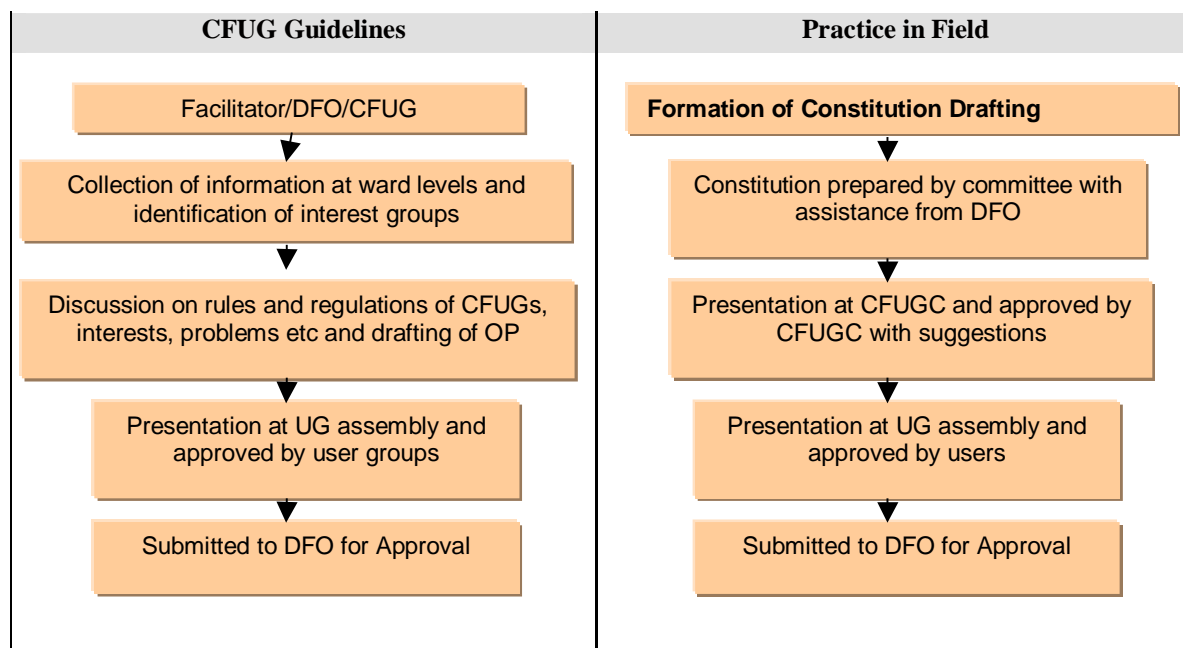 CFUG Guidelines
Facilitator/DFO/CFUG
Collection of information at ward levels and
identification of interest groups
Discussion on rules and regulations of CFUGs,
interests, problems etc and drafting of OP
Presentation at UG assembly and
approved by user groups
Submitted to DFO for Approval
Practice in Field
Formation of Constitution Drafting
Constitution prepared by committee with
assistance from DFO
Presentation at CFUGC and approved by
CFUGC with suggestions
Presentation at UG assembly and
approved by users
Submitted to DFO for Approval